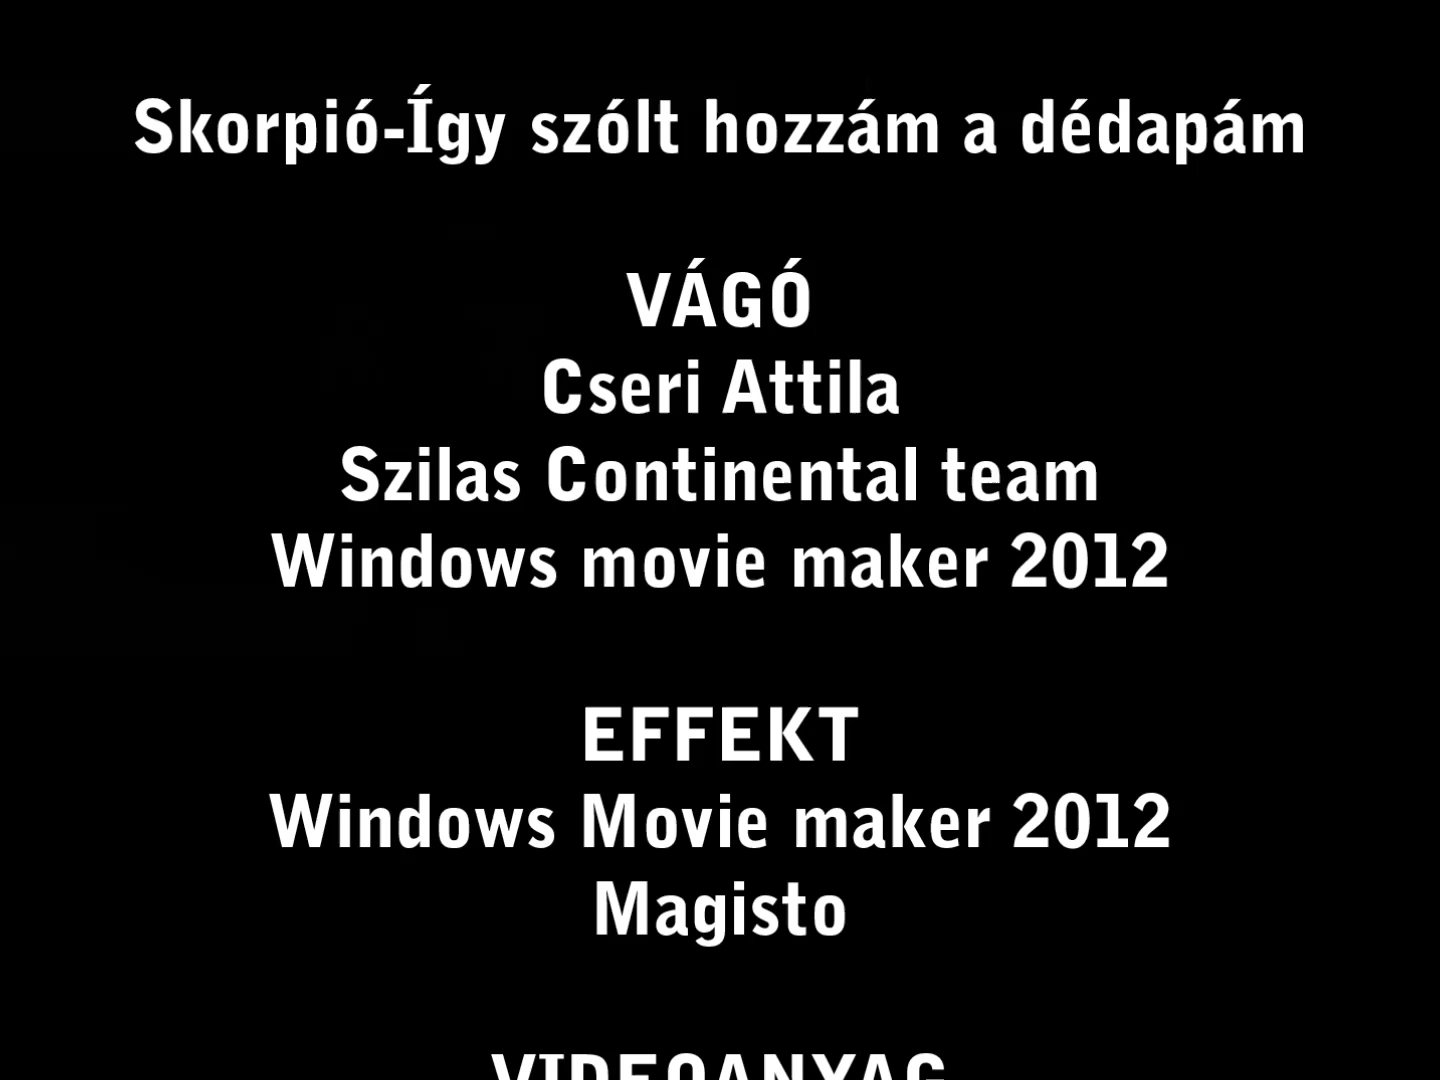 Skorpió-Így szólt hozzám a dédapám
VÁGÓ
Cseri Attila
Szilas Continental team
Windows movie maker 2012
EFFEKT
Windows Movie maker 2012
Magisto
VIDEOANYAG